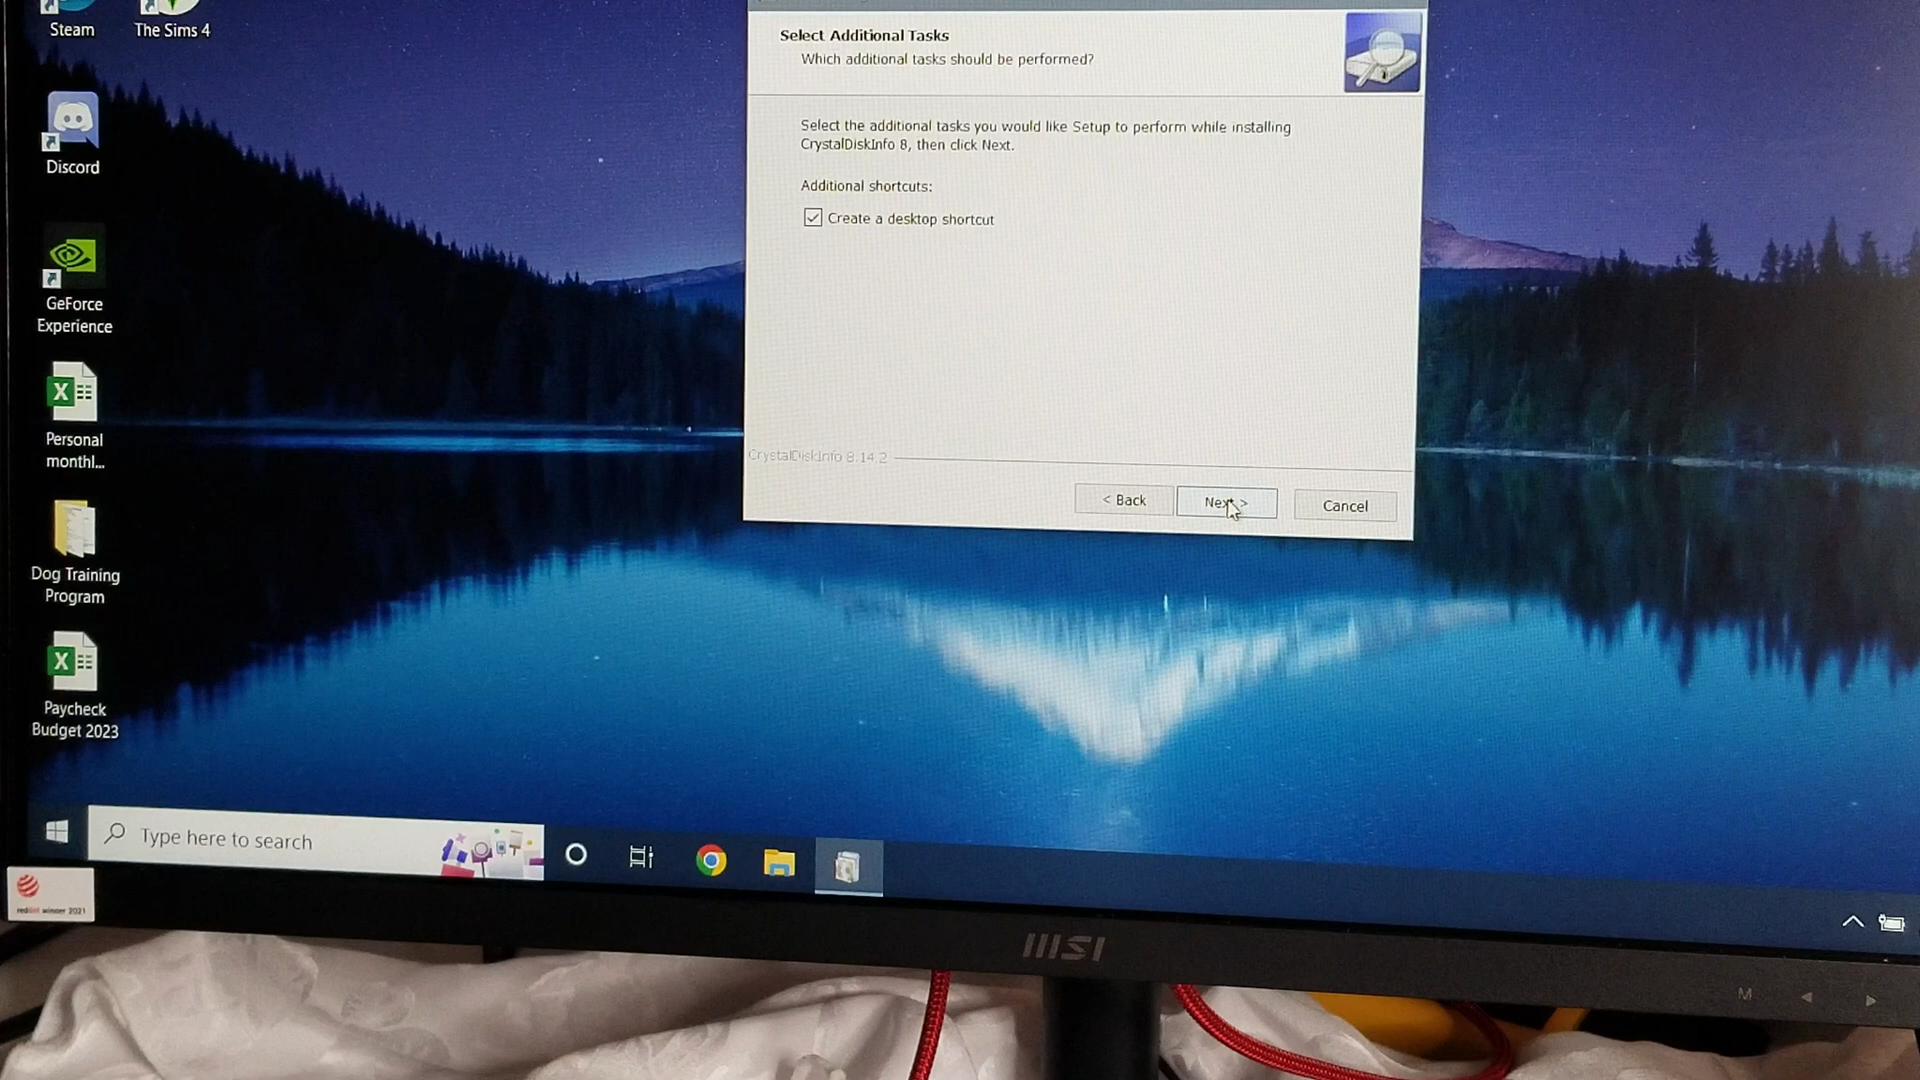 Steam
The Sims 4
Discord
GeForce
Experience
Personal
monthl...
Dog Training
Program
Paycheck
Budget 2023
Select Additional Tasks
Which additional tasks should be performed?
Select the additional tasks you would like Setup to perform while installing
CrystalDiskInfo 8, then click Next.
Additional shortcuts:
Create a desktop shortcut
CrystalDiskInfo 8.14.2
< Back
Next >
Cancel
Type here to search
reddot winner 2021
msi
M